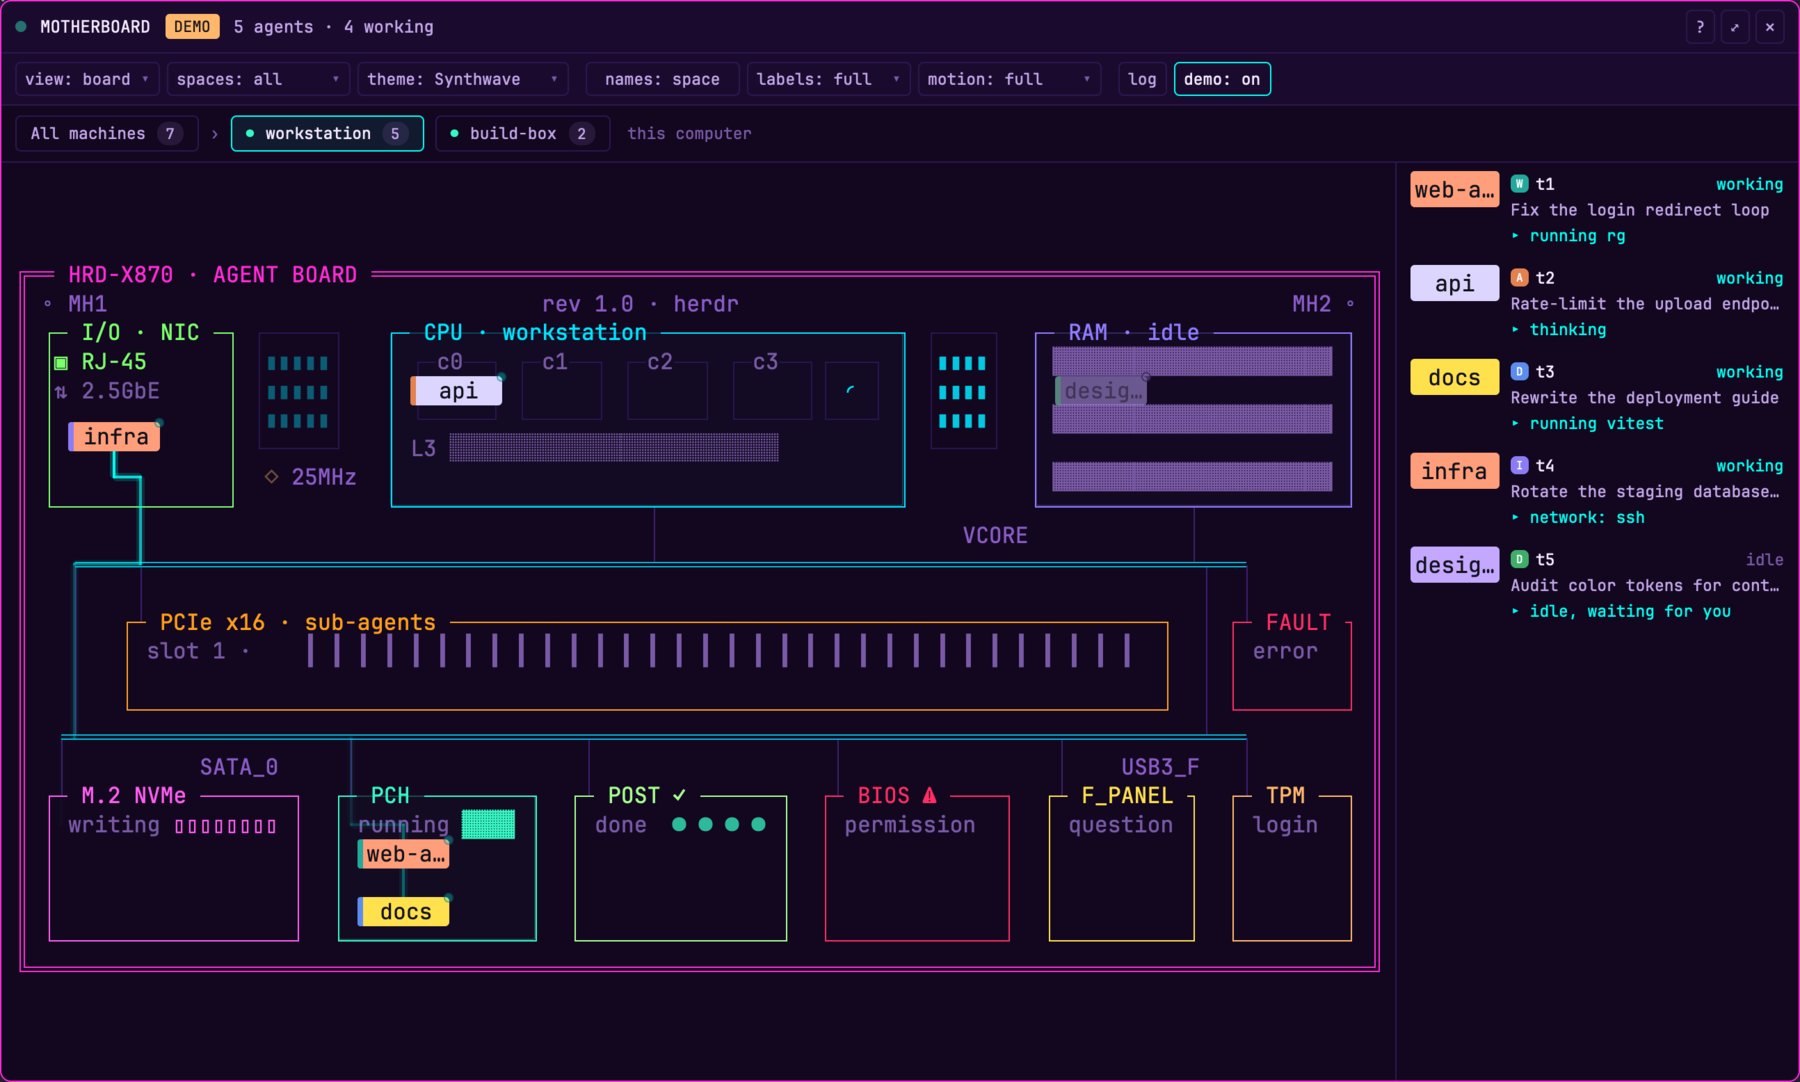 MOTHERBOARD DEMO 5 agents · 4 working ? ⤢ ×
view: board ▾ spaces: all ▾ theme: Synthwave ▾ names: space labels: full ▾ motion: full ▾ log demo: on
All machines 7 › workstation 5 build-box 2 this computer
HRD-X870 · AGENT BOARD
MH1 rev 1.0 · herdr MH2
I/O · NIC
RJ-45
⇅ 2.5GbE
infra
◇ 25MHz
CPU · workstation
c0 c1 c2 c3
api
L3
RAM · idle
desig…
VCORE
PCIe x16 · sub-agents
slot 1 ·
FAULT
error
SATA_0
USB3_F
M.2 NVMe
writing
PCH
running
web-a…
docs
POST ✓
done
BIOS ⚠
permission
F_PANEL
question
TPM
login
web-a… W t1 working
Fix the login redirect loop
▸ running rg
api A t2 working
Rate-limit the upload endpo…
▸ thinking
docs D t3 working
Rewrite the deployment guide
▸ running vitest
infra I t4 working
Rotate the staging database…
▸ network: ssh
desig… D t5 idle
Audit color tokens for cont…
▸ idle, waiting for you